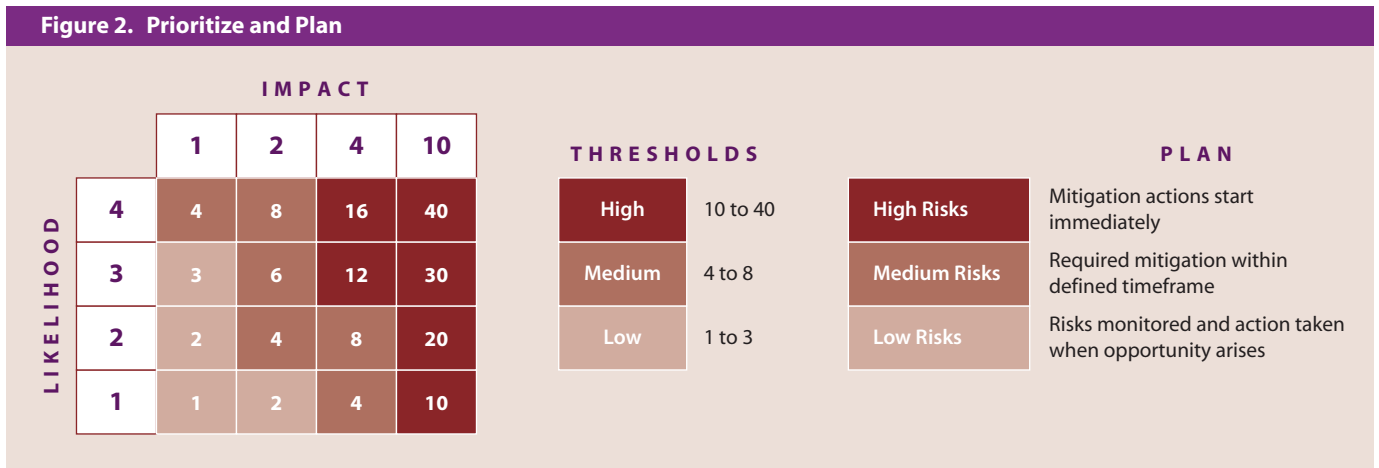 Figure 2. Prioritize and Plan
IMPACT
1 2 4 10
LIKELIHOOD
4 4 8 16 40
3 3 6 12 30
2 2 4 8 20
1 1 2 4 10
THRESHOLDS
High 10 to 40
Medium 4 to 8
Low 1 to 3
PLAN
High Risks Mitigation actions start
immediately
Medium Risks Required mitigation within
defined timeframe
Low Risks Risks monitored and action taken
when opportunity arises